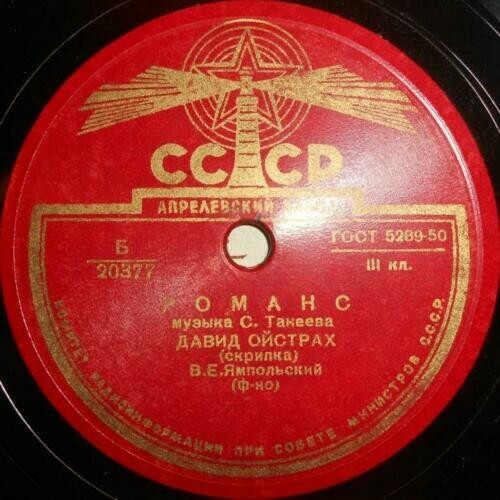 СССР
АПРЕЛЕВСКИЙ
Б
20377
ГОСТ 5289-50
III кл.
РОМАНС
музыка С. Танеева
ДАВИД ОЙСТРАХ
(скрипка)
В.Е.Ямпольский
(ф-но)
КОМИТЕТ РАДИОИНФОРМАЦИИ ПРИ СОВЕТЕ МИНИСТРОВ С.С.С.Р.